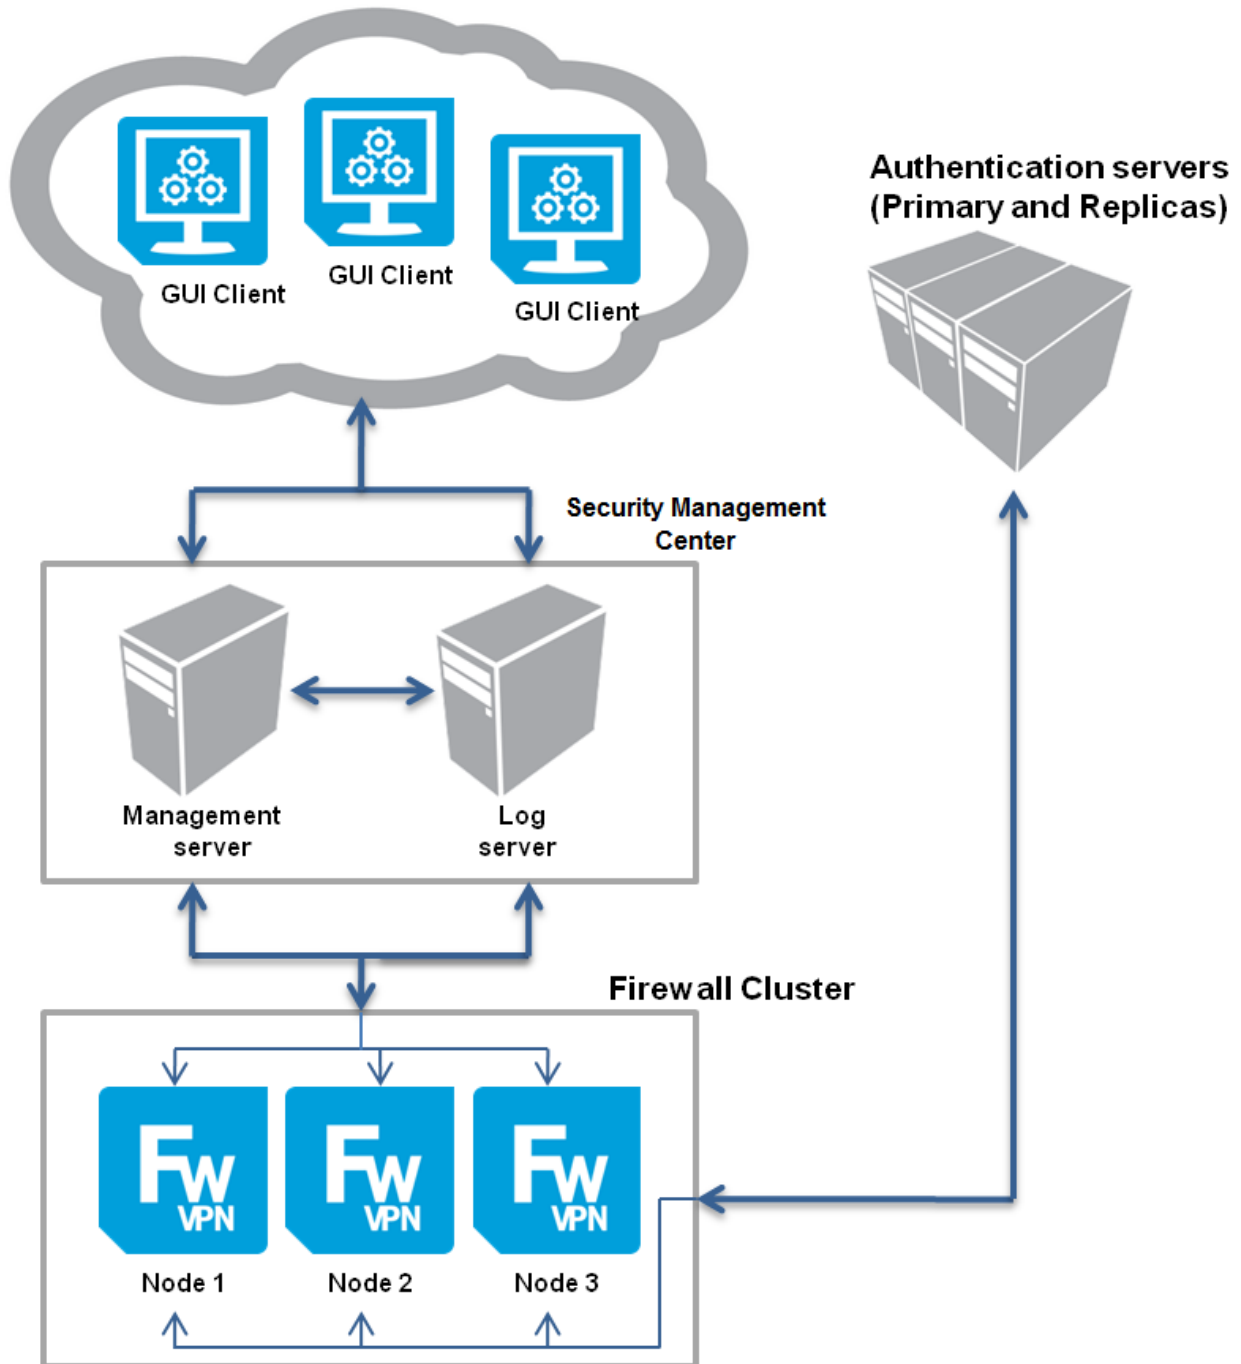 GUI Client
GUI Client
GUI Client
Authentication servers
(Primary and Replicas)
Security Management
Center
Management
server
Log
server
Firewall Cluster
Fw
VPN
Fw
VPN
Fw
VPN
Node 1
Node 2
Node 3